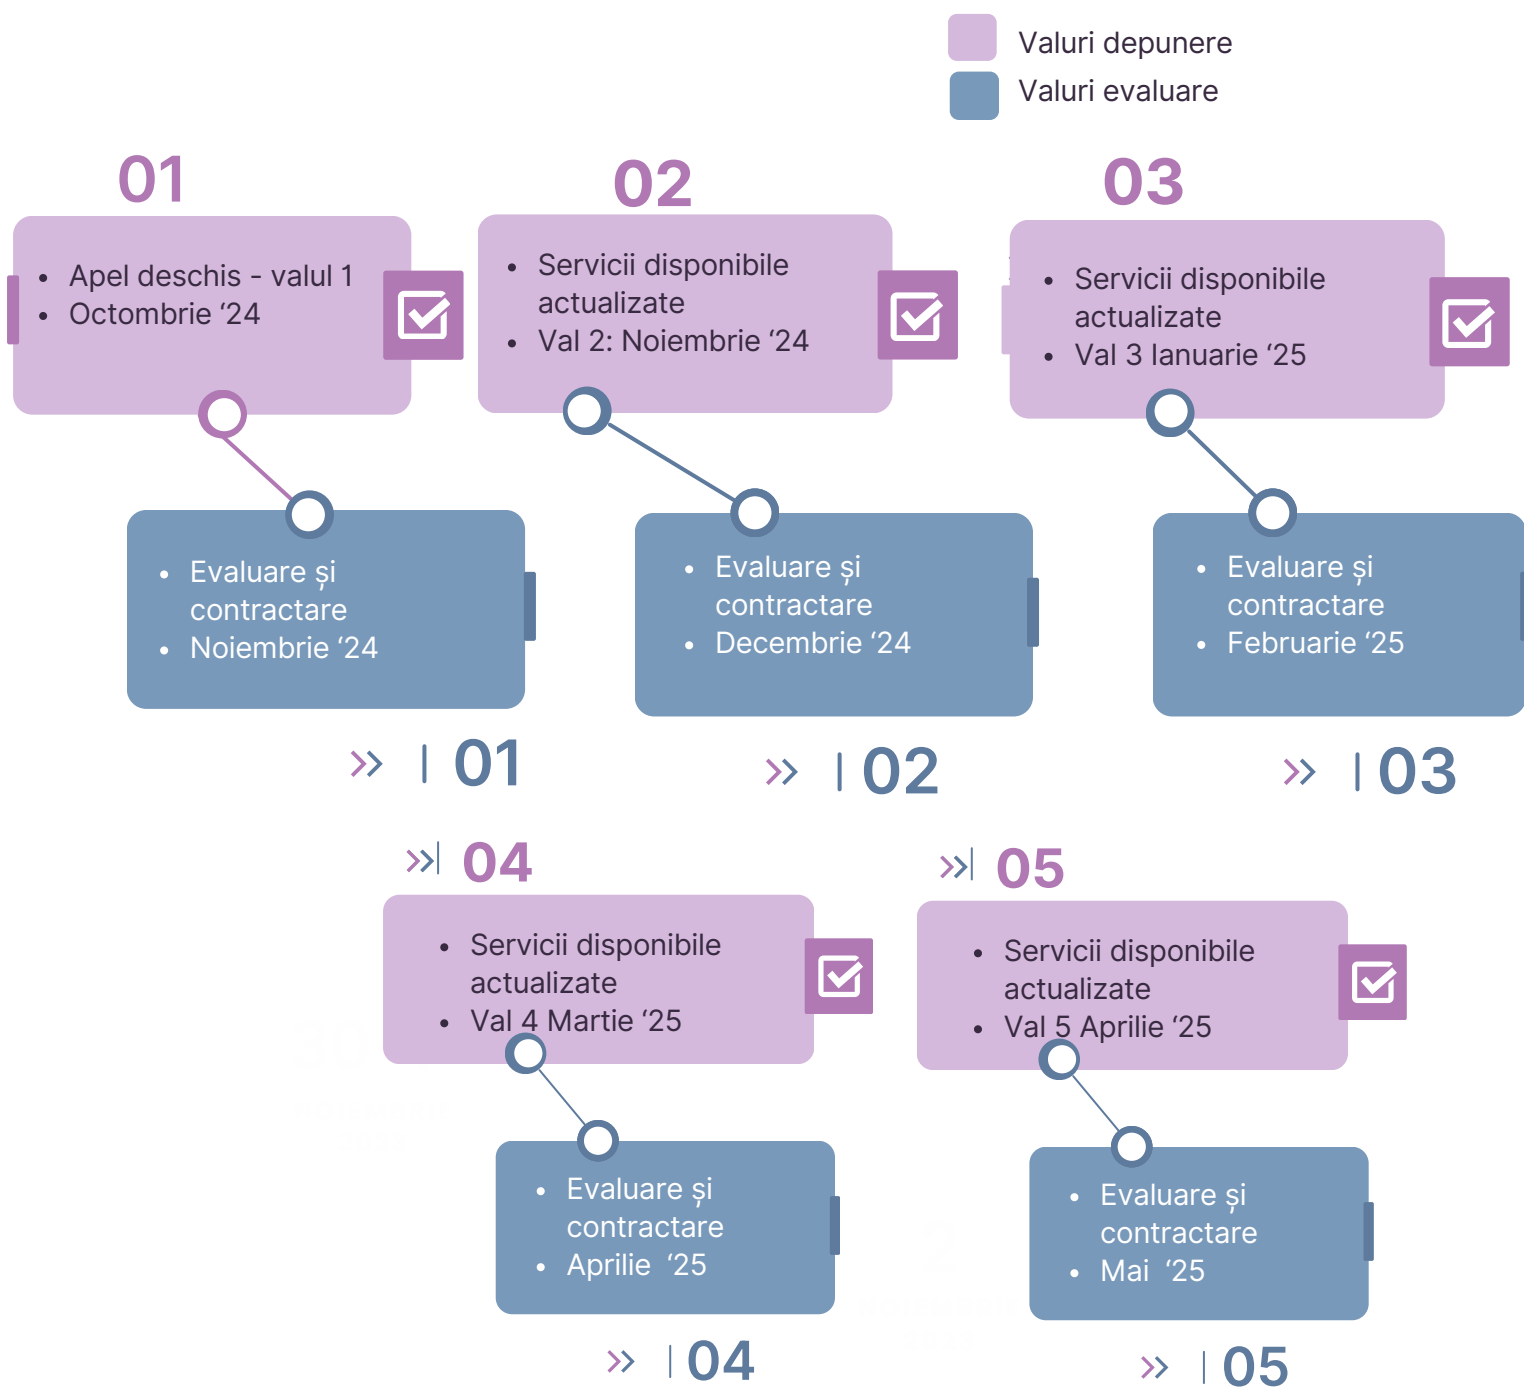 Valuri depunere
Valuri evaluare
01
• Apel deschis - valul 1
• Octombrie ‘24
02
• Servicii disponibile
actualizate
• Val 2: Noiembrie ‘24
03
• Servicii disponibile
actualizate
• Val 3 Ianuarie ‘25
• Evaluare și
contractare
• Noiembrie ‘24
01
• Evaluare și
contractare
• Decembrie ‘24
02
• Evaluare și
contractare
• Februarie ‘25
03
04
• Servicii disponibile
actualizate
• Val 4 Martie ‘25
05
• Servicii disponibile
actualizate
• Val 5 Aprilie ‘25
• Evaluare și
contractare
• Aprilie ‘25
04
• Evaluare și
contractare
• Mai ‘25
05